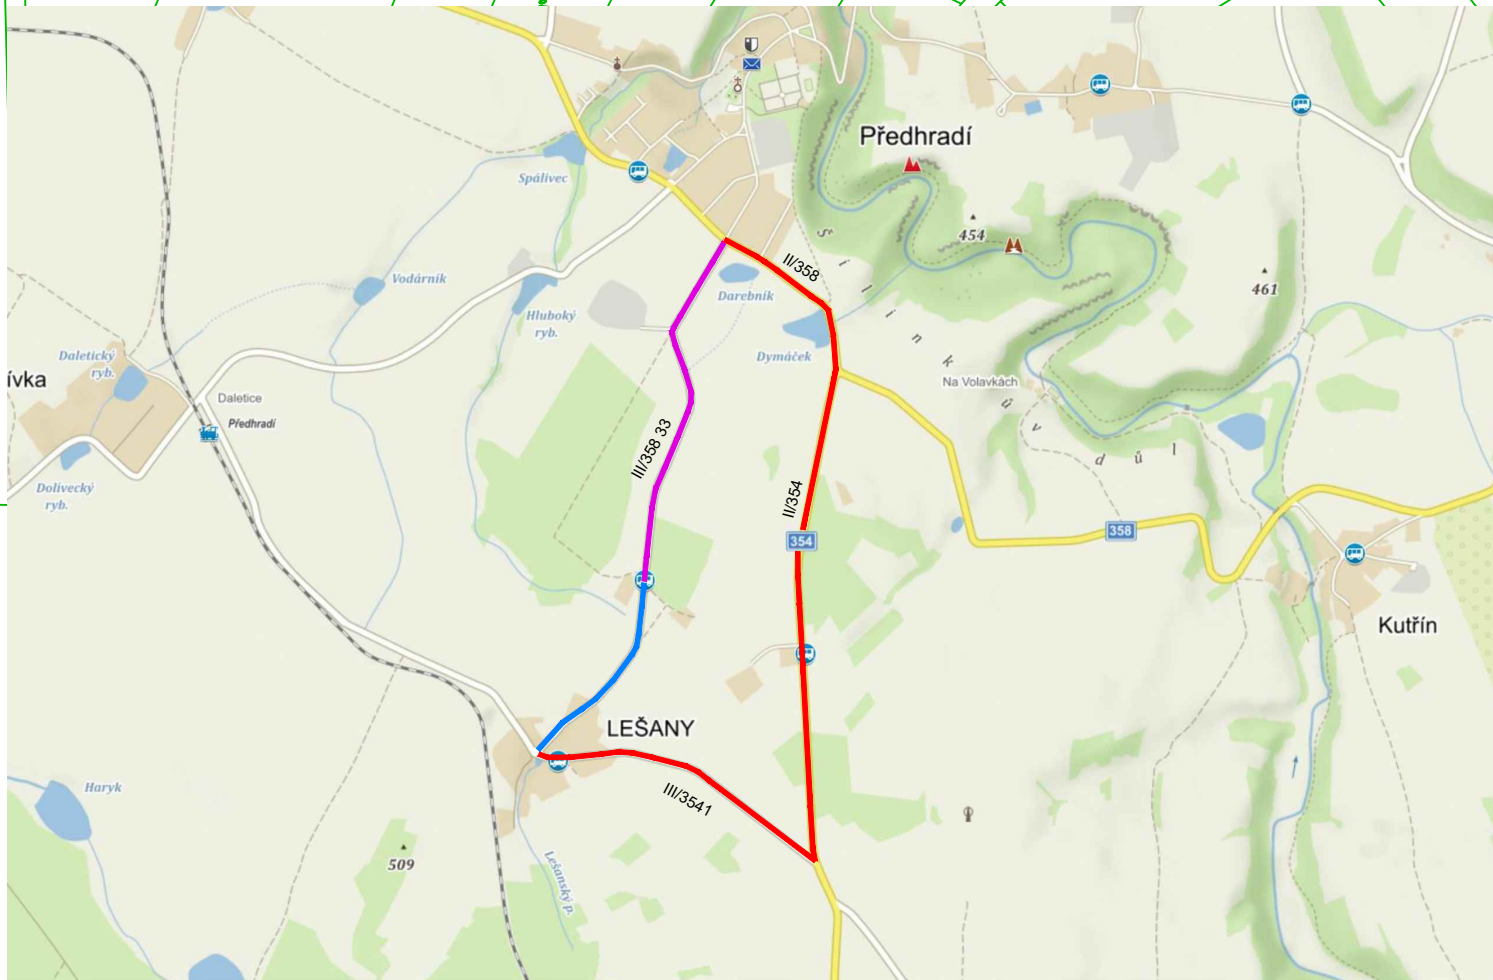 Předhradí
Spálivec
454
II/358
461
Vodárník
Darebník
Hluboký
ryb.
Dymáček
Daletický
ryb.
ívka
Na Volavkách
Daletice
Předhradí
S i l i n k ů v d ů l
III/358 33
Dolívecký
ryb.
II/354
354
358
Kutřín
LEŠANY
Haryk
III/3541
509
Lešanský p.